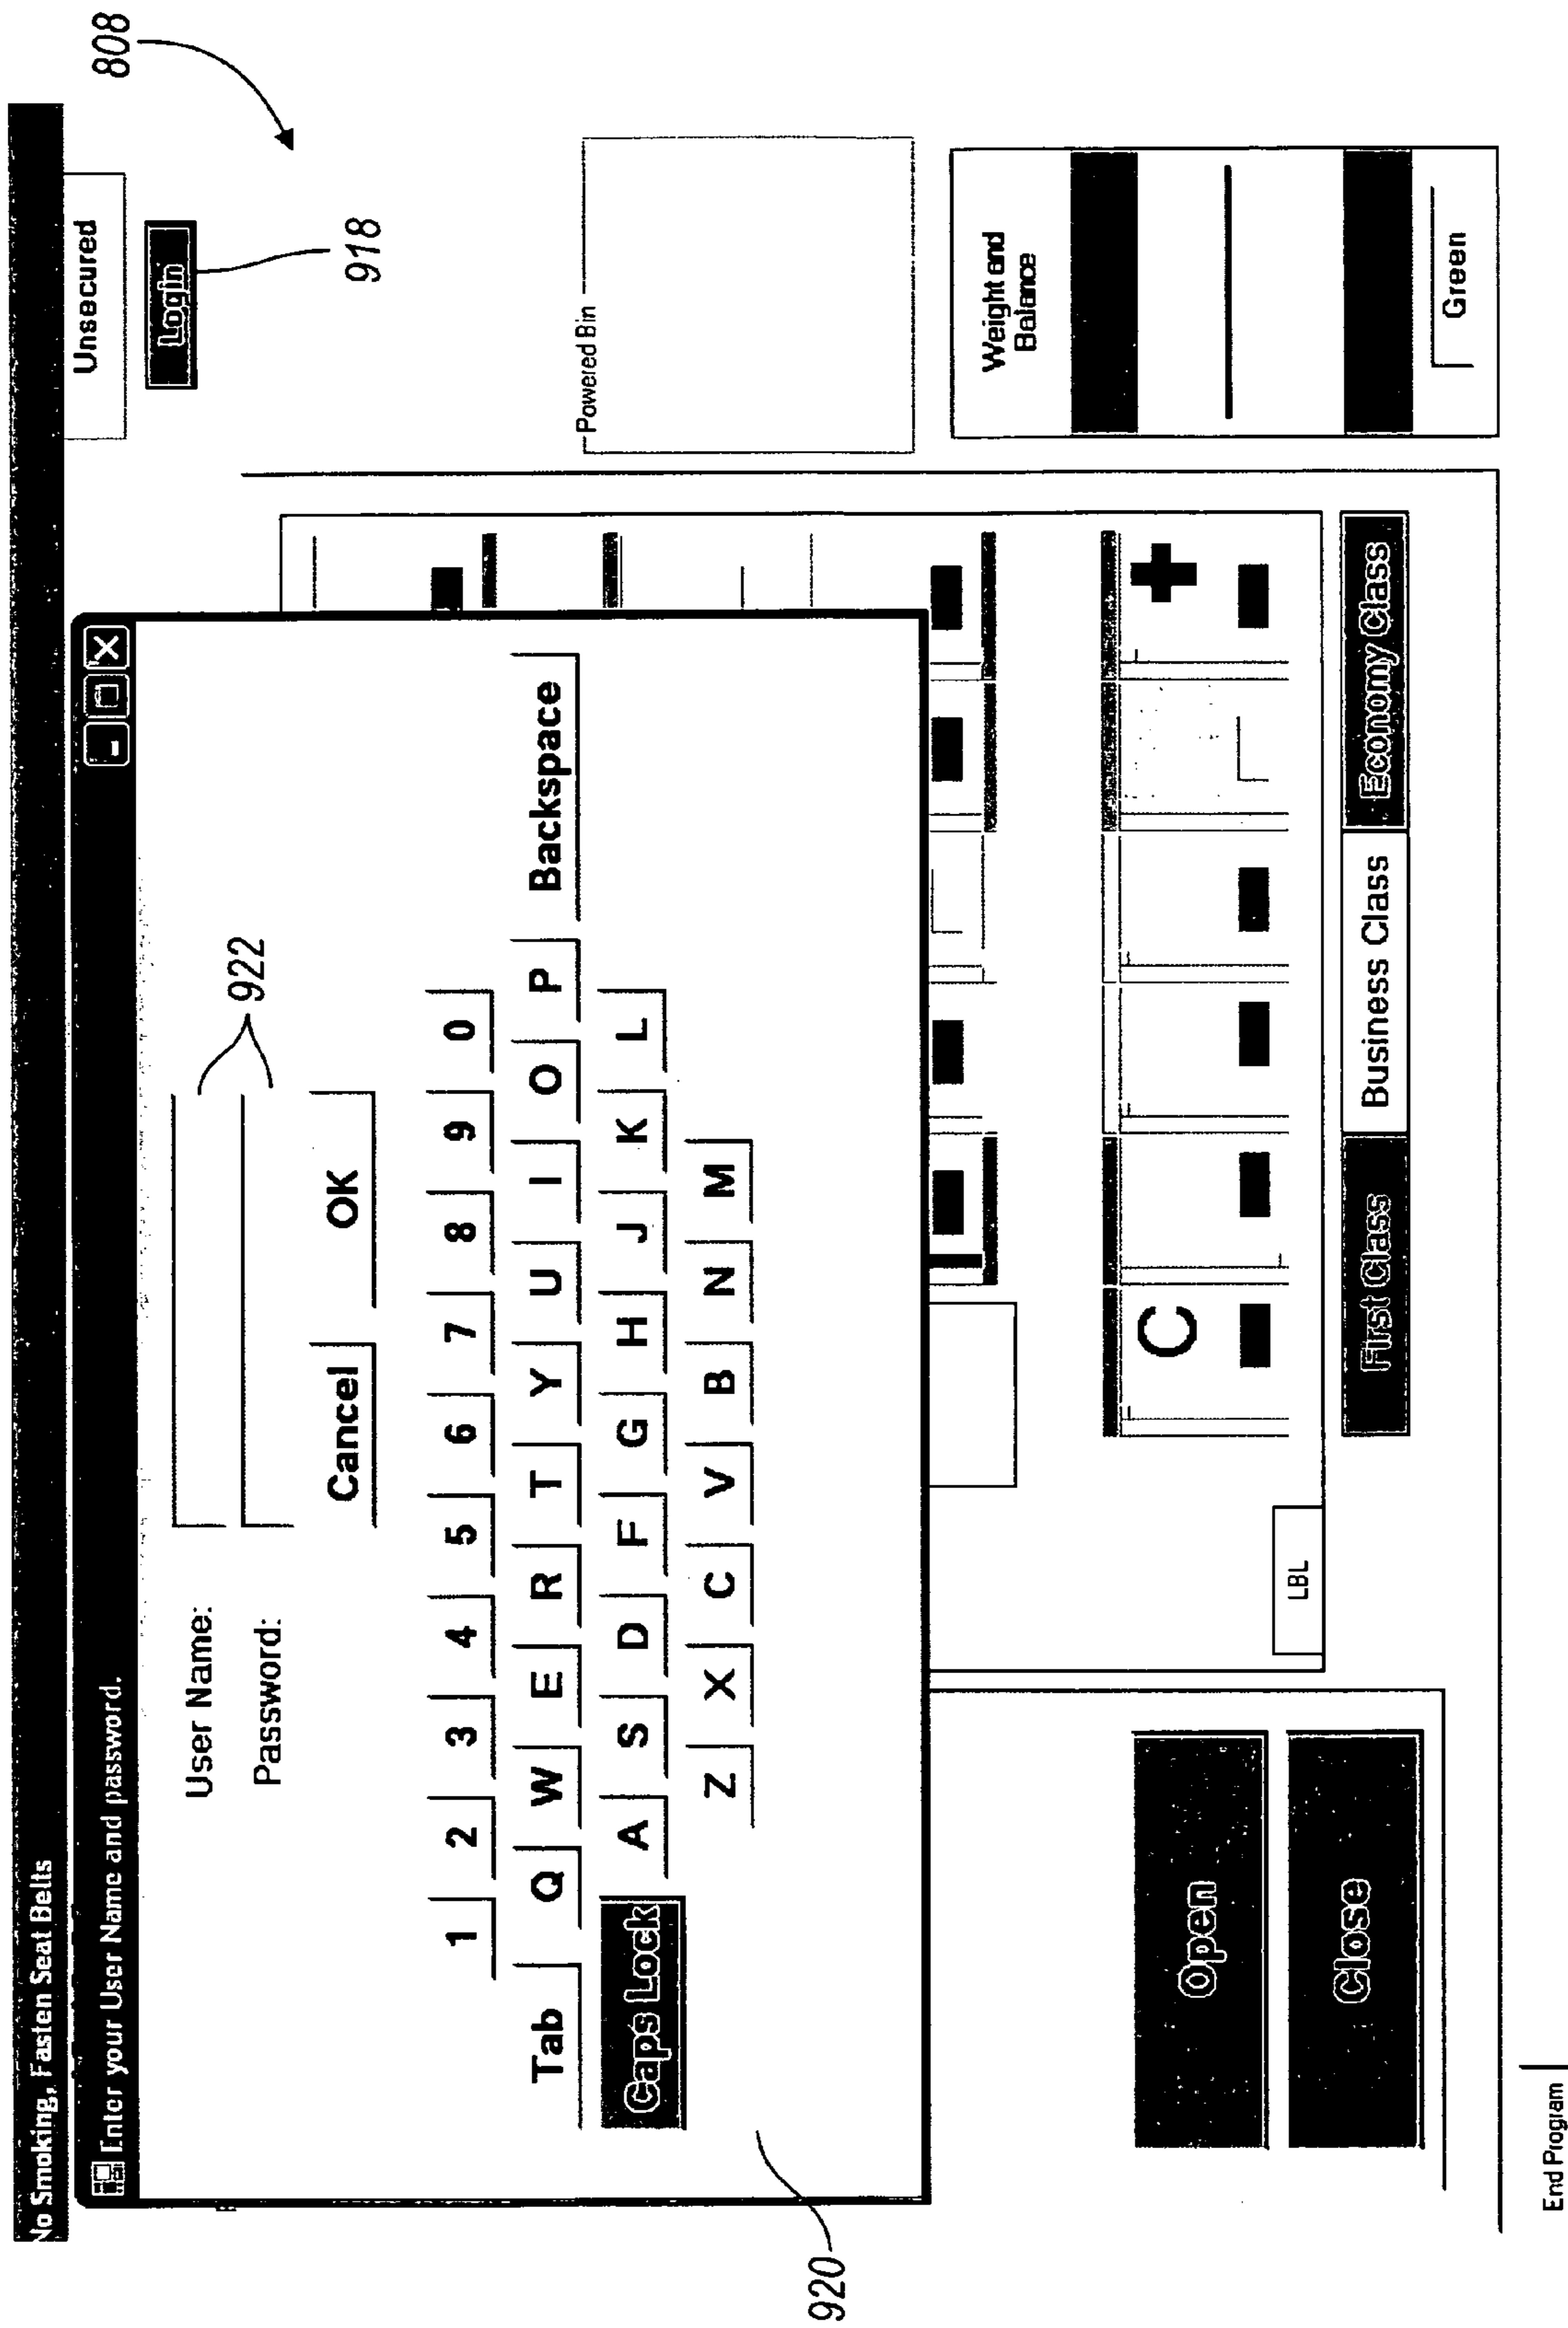 808
No Smoking, Fasten Seat Belts
Unsecured
Login
918
Enter your User Name and password.
User Name:
Password:
922
Cancel OK
1 2 3 4 5 6 7 8 9 0
Tab Q W E R T Y U I O P Backspace
Caps Lock A S D F G H J K L
Z X C V B N M
920
Powered Bin
Weight and
Balance
Green
C
LBL
Open
Close
First Class Business Class Economy Class
End Program